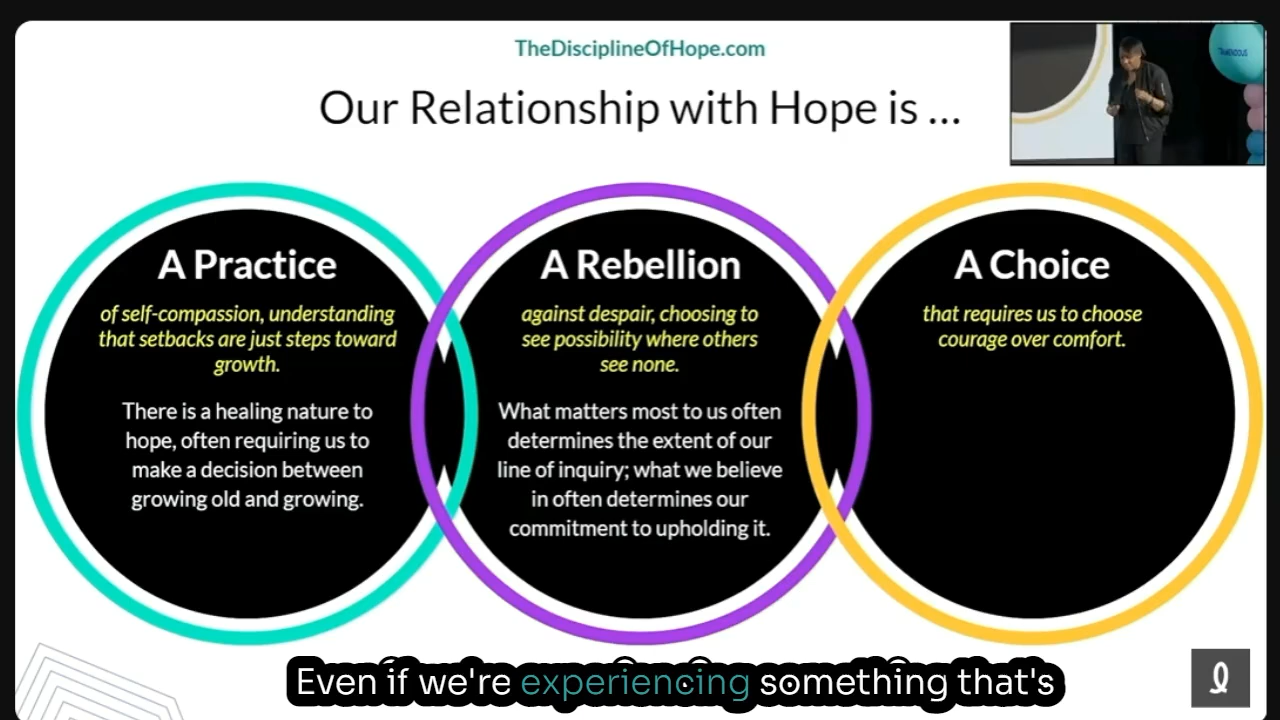 TheDisciplineOfHope.com
Our Relationship with Hope is ...
A Practice
of self-compassion, understanding
that setbacks are just steps toward
growth.
There is a healing nature to
hope, often requiring us to
make a decision between
growing old and growing.
A Rebellion
against despair, choosing to
see possibility where others
see none.
What matters most to us often
determines the extent of our
line of inquiry; what we believe
in often determines our
commitment to upholding it.
A Choice
that requires us to choose
courage over comfort.
Even if we're experiencing something that's